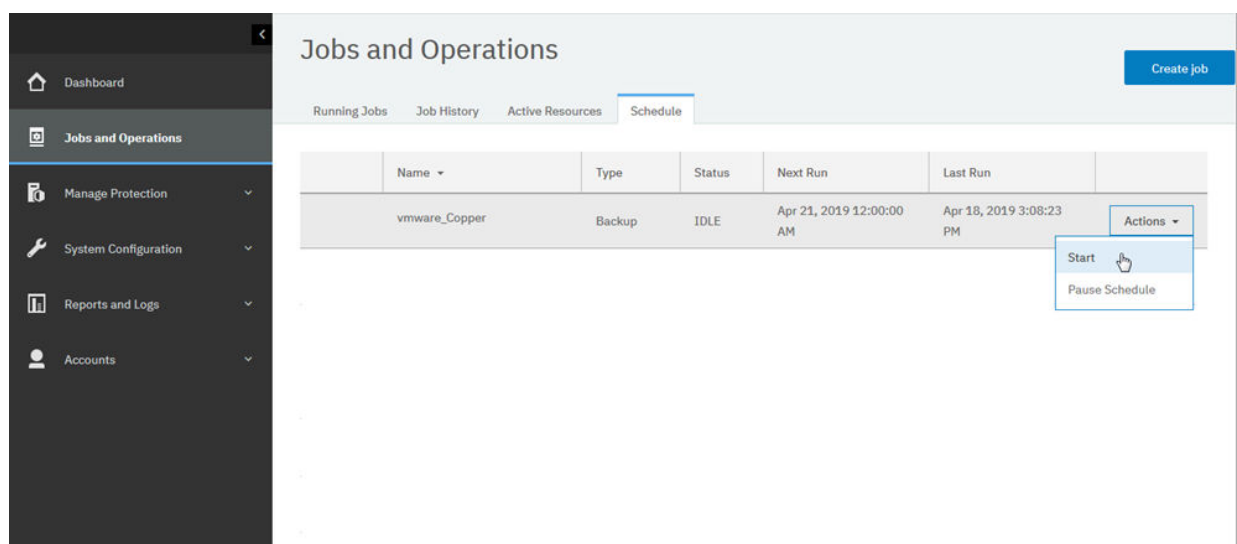 Jobs and Operations
Create job
Dashboard
Running Jobs Job History Active Resources Schedule
Jobs and Operations
Name Type Status Next Run Last Run
Manage Protection
vmware_Copper Backup IDLE Apr 21, 2019 12:00:00 Apr 18, 2019 3:08:23 Actions
AM PM
System Configuration
Start
Pause Schedule
Reports and Logs
Accounts